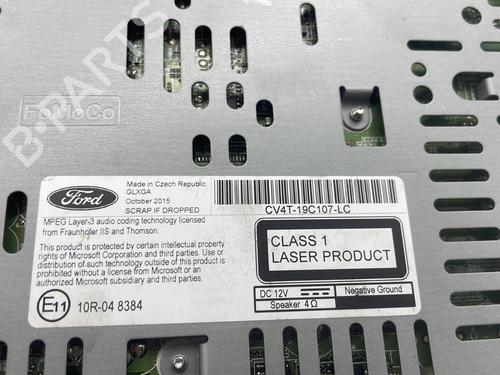 B-PARTS
FoMoCo
Ford
Made in Czech Republic
GLXGA
October 2015
SCRAP IF DROPPED
MPEG Layer-3 audio coding technology licensed
from Fraunhofer IIS and Thomson.
This product is protected by certain intellectual property
rights of Microsoft Corporation and third parties. Use or
distribution of such technology outside of this product is
prohibited without a license from Microsoft or an
authorized Microsoft subsidiary and third parties.
E11
10R-04 8384
CV4T-19C107-LC
CLASS 1
LASER PRODUCT
DC 12V
Negative Ground
Speaker 4Ω